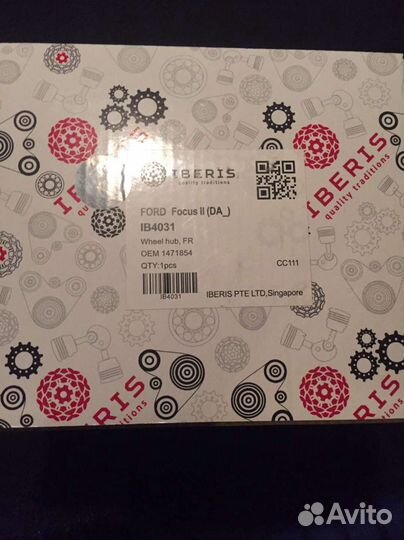 IBERIS
quality traditions
IBERIS
quality traditions
FORD Focus II (DA_)
IB4031
Wheel hub, FR
OEM 1471854
QTY:1pcs
CC111
IB4031
IBERIS PTE LTD,Singapore
IBERIS
traditions
Avito